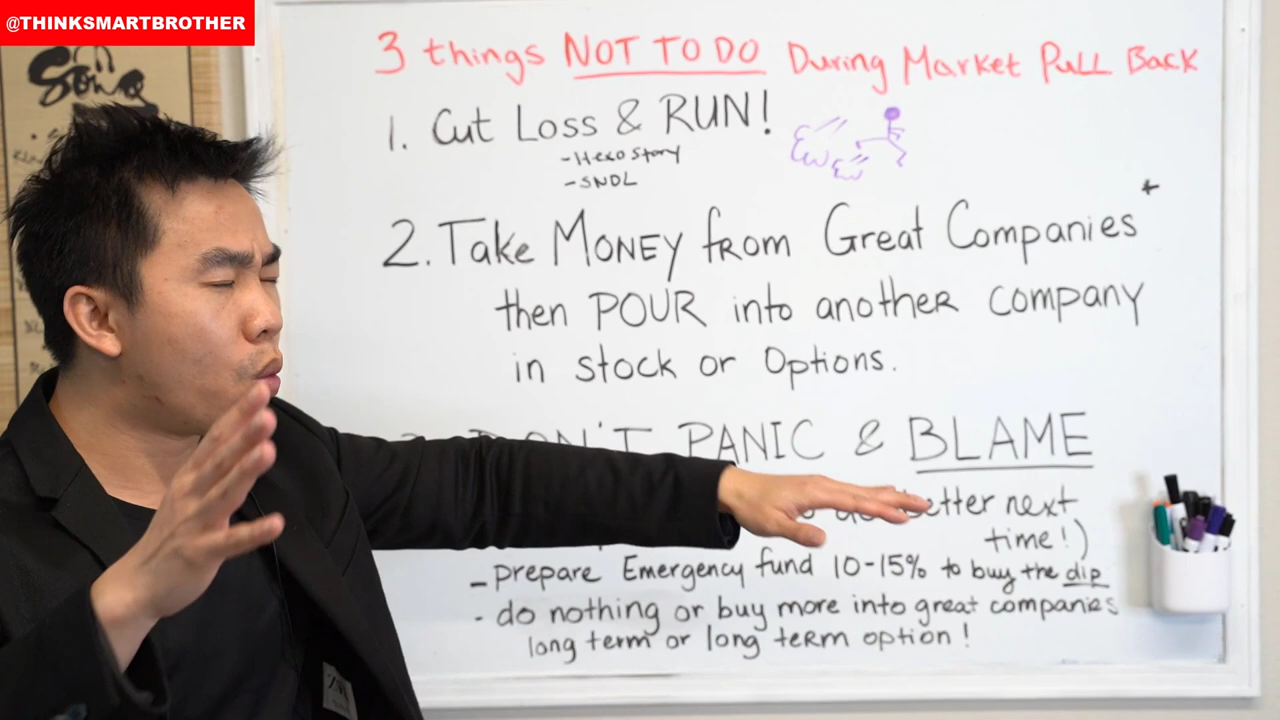 @THINKSMARTBROTHER
3 things NOT TO DO During Market Pull Back
1. Cut Loss & RUN!
- Hexo Story
- SNDL
2. Take MONEY from Great Companies
then POUR into another company
in stock or Options.
DON'T PANIC & BLAME
better next
time!)
- prepare Emergency fund 10-15% to buy the dip
- do nothing or buy more into great companies
long term or long term option!